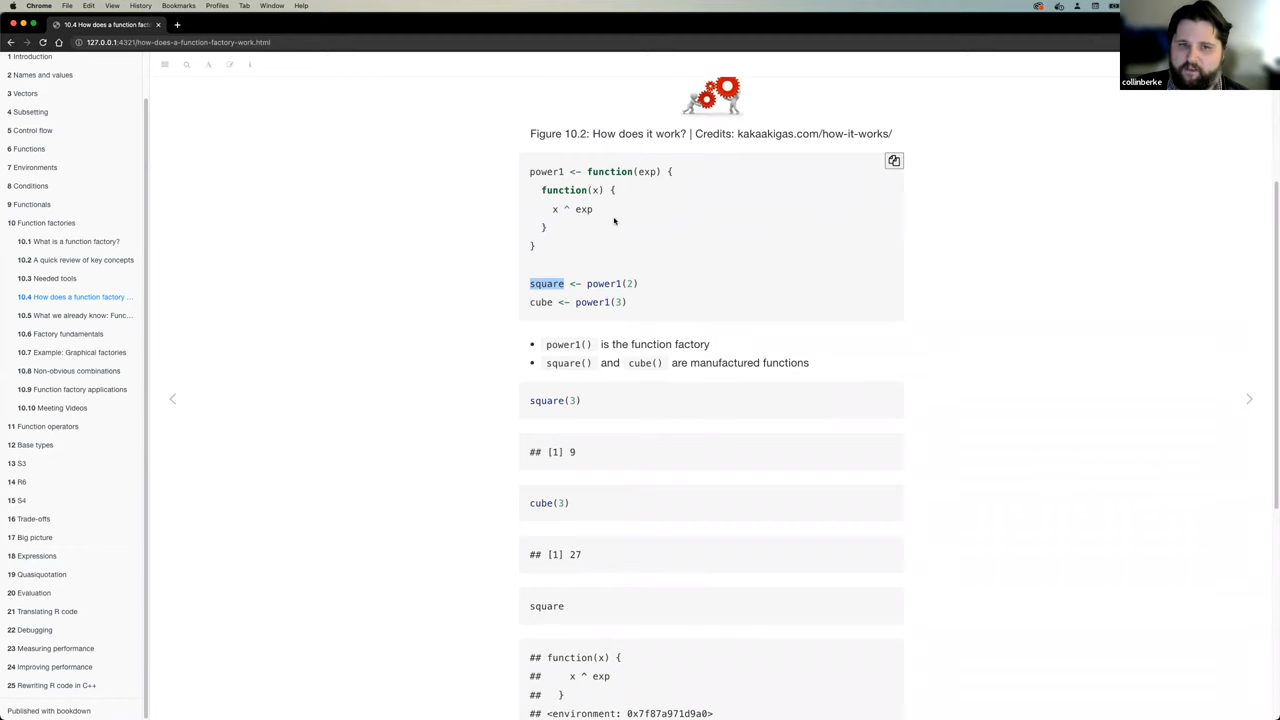 Chrome File Edit View History Bookmarks Profiles Tab Window Help
10.4 How does a function fact
127.0.0.1:4321/how-does-a-function-factory-work.html
collinberke
1 Introduction
2 Names and values
3 Vectors
4 Subsetting
5 Control flow
6 Functions
7 Environments
8 Conditions
9 Functionals
10 Function factories
10.1 What is a function factory?
10.2 A quick review of key concepts
10.3 Needed tools
10.4 How does a function factory ...
10.5 What we already know: Func...
10.6 Factory fundamentals
10.7 Example: Graphical factories
10.8 Non-obvious combinations
10.9 Function factory applications
10.10 Meeting Videos
11 Function operators
12 Base types
13 S3
14 R6
15 S4
16 Trade-offs
17 Big picture
18 Expressions
19 Quasiquotation
20 Evaluation
21 Translating R code
22 Debugging
23 Measuring performance
24 Improving performance
25 Rewriting R code in C++
Published with bookdown
Figure 10.2: How does it work? | Credits: kakaakigas.com/how-it-works/
power1 <- function(exp) {
function(x) {
x ^ exp
}
}
square <- power1(2)
cube <- power1(3)
• power1() is the function factory
• square() and cube() are manufactured functions
square(3)
## [1] 9
cube(3)
## [1] 27
square
## function(x) {
## x ^ exp
## }
## <environment: 0x7f87a971d9a0>